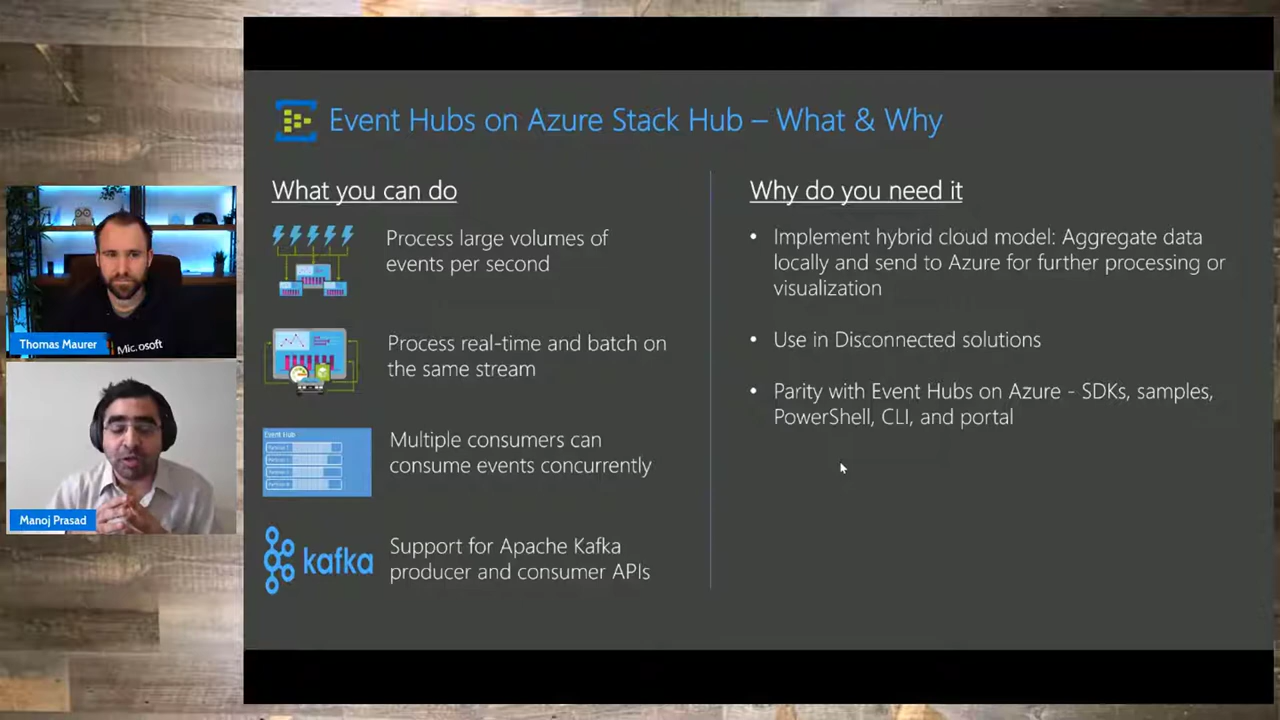 Event Hubs on Azure Stack Hub – What & Why
What you can do
Process large volumes of
events per second
Process real-time and batch on
the same stream
Event Hub
Multiple consumers can
consume events concurrently
kafka
Support for Apache Kafka
producer and consumer APIs
Why do you need it
• Implement hybrid cloud model: Aggregate data
locally and send to Azure for further processing or
visualization
• Use in Disconnected solutions
• Parity with Event Hubs on Azure - SDKs, samples,
PowerShell, CLI, and portal
Thomas Maurer
Microsoft
Manoj Prasad